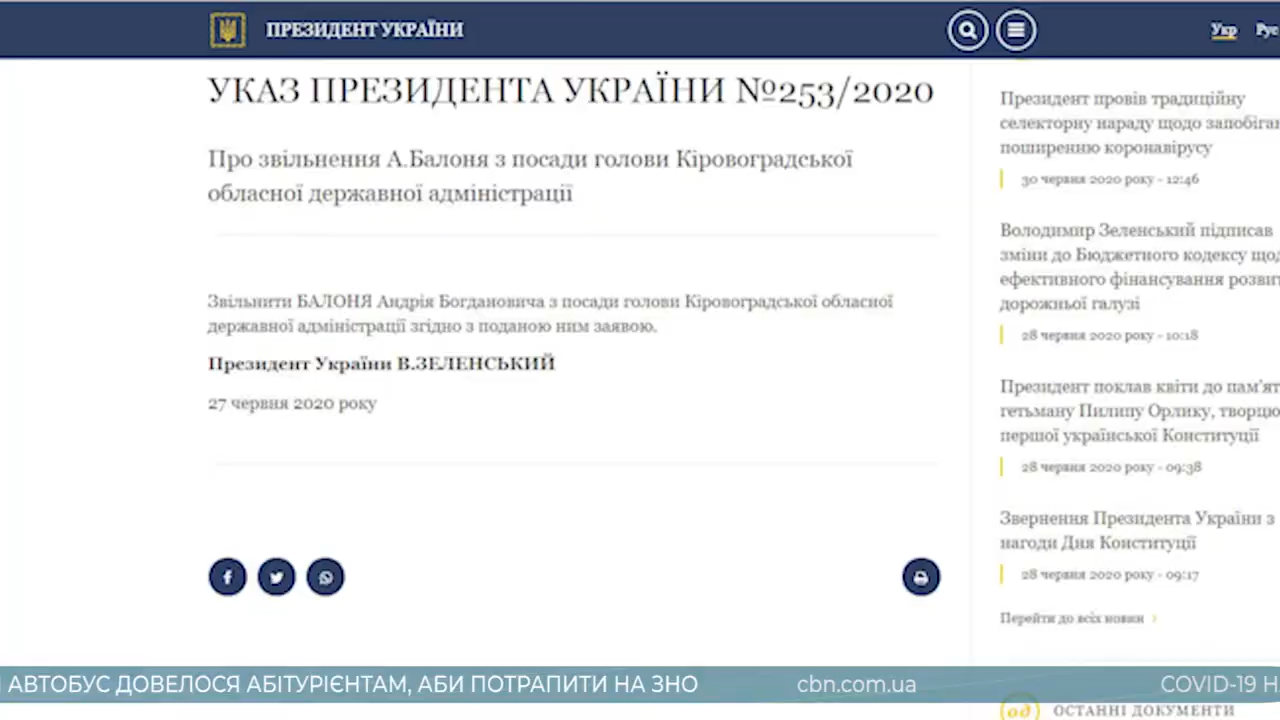 ПРЕЗИДЕНТ УКРАЇНИ
Укр Рус
УКАЗ ПРЕЗИДЕНТА УКРАЇНИ №253/2020
Про звільнення А.Балоня з посади голови Кіровоградської
обласної державної адміністрації
Звільнити БАЛОНЯ Андрія Богдановича з посади голови Кіровоградської обласної
державної адміністрації згідно з поданою ним заявою.
Президент України В.ЗЕЛЕНСЬКИЙ
27 червня 2020 року
Президент провів традиційну
селекторну нараду щодо
поширенню коронавірусу
30 червня 2020 року - 12:46
Володимир Зеленський підписав
зміни до Бюджетного кодексу
ефективного фінансування
дорожньої галузі
28 червня 2020 року - 10:18
Президент поклав квіти до
гетьману Пилипу Орлику,
першої української Конституції
28 червня 2020 року - 09:38
Звернення Президента України з
нагоди Дня Конституції
28 червня 2020 року - 09:17
Перейти до всіх новин
АВТОБУС ДОВЕЛОСЯ АБІТУРІЄНТАМ, АБИ ПОТРАПИТИ НА ЗНО
cbn.com.ua
COVID-19
од ОСТАННІ ДОКУМЕНТИ